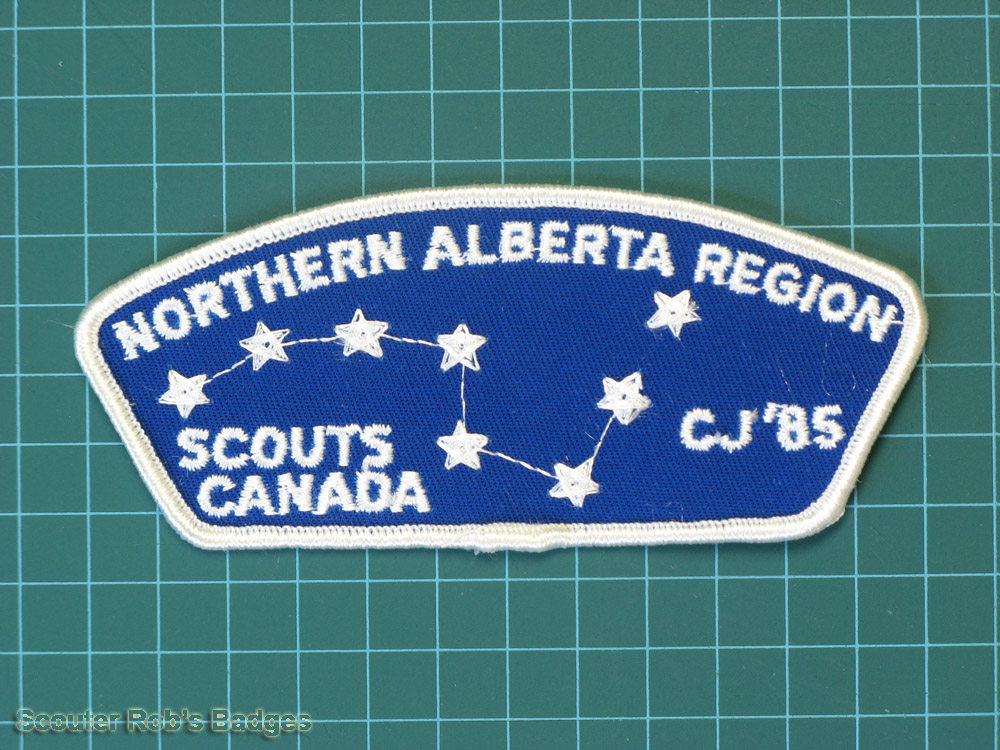 NORTHERN ALBERTA REGION
SCOUTS
CANADA
CJ '85
Scouter Rob's Badges